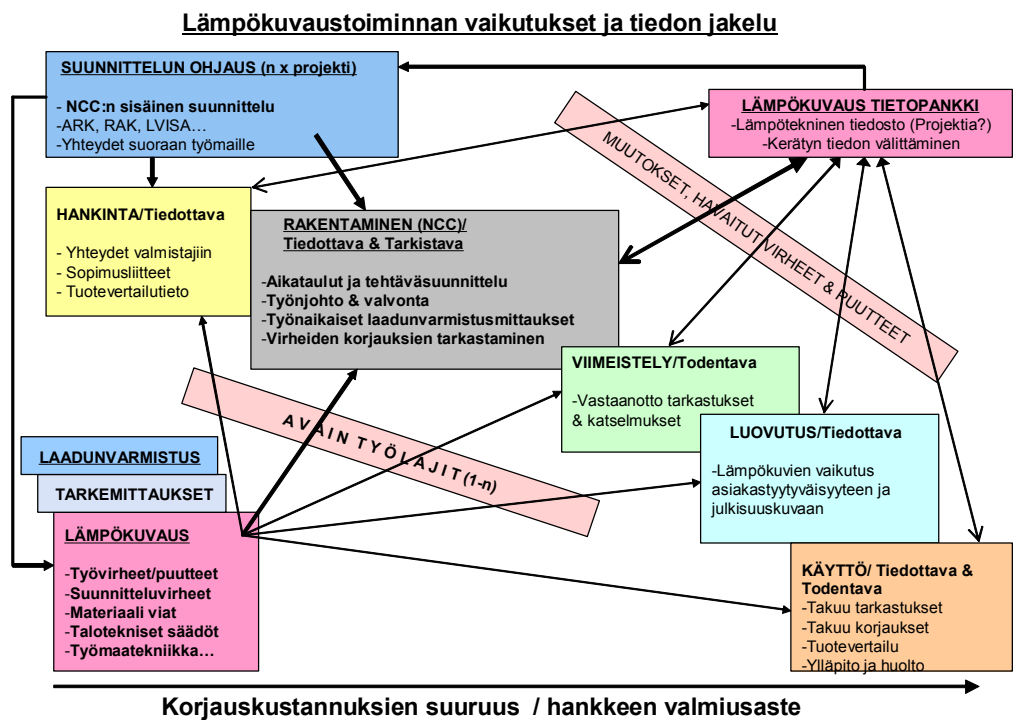 Lämpökuvaustoiminnan vaikutukset ja tiedon jakelu
SUUNNITTELUN OHJAUS (n x projekti)
- NCC:n sisäinen suunnittelu
-ARK, RAK, LVISA…
-Yhteydet suoraan työmaille
LÄMPÖKUVAUS TIETOPANKKI
-Lämpötekninen tiedosto (Projektia?)
-Kerätyn tiedon välittäminen
MUUTOKSET, HAVAITUT VIRHEET & PUUTTEET
HANKINTA/Tiedottava
- Yhteydet valmistajiin
- Sopimusliitteet
- Tuotevertailutieto
RAKENTAMINEN (NCC)/
Tiedottava & Tarkistava
-Aikataulut ja tehtäväsuunnittelu
-Työnjohto & valvonta
-Työnaikaiset laadunvarmistusmittaukset
-Virheiden korjauksien tarkastaminen
VIIMEISTELY/Todentava
-Vastaanotto tarkastukset
& katselmukset
AVAIN TYÖLAJIT (1-n)
LUOVUTUS/Tiedottava
-Lämpökuvien vaikutus
asiakastyytyväisyyteen ja
julkisuuskuvaan
LAADUNVARMISTUS
TARKEMITTAUKSET
LÄMPÖKUVAUS
-Työvirheet/puutteet
-Suunnitteluvirheet
-Materiaali viat
-Talotekniset säädöt
-Työmaatekniikka…
KÄYTTÖ/ Tiedottava &
Todentava
-Takuu tarkastukset
-Takuu korjaukset
-Tuotevertailu
-Ylläpito ja huolto
Korjauskustannuksien suuruus / hankkeen valmiusaste